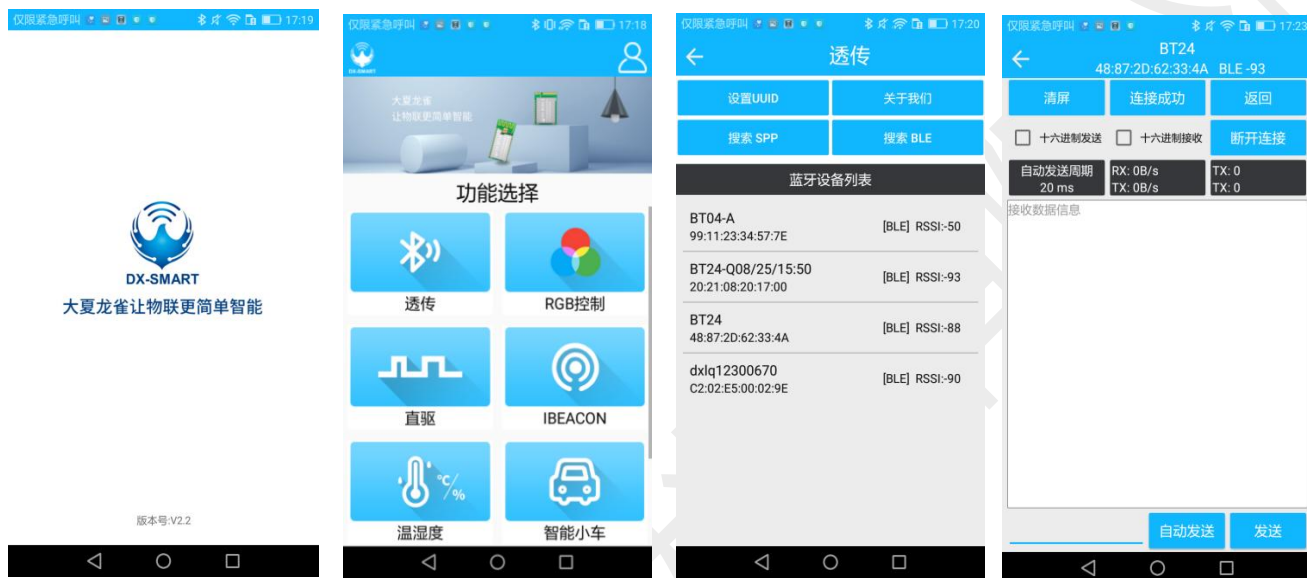 仅限紧急呼叫 17:19
DX-SMART
大夏龙雀让物联更简单智能
版本号:V2.2
仅限紧急呼叫 17:18
DX-SMART
大夏龙雀
让物联更简单智能
功能选择
透传 RGB控制
直驱 IBEACON
°C/%
温湿度 智能小车
仅限紧急呼叫 17:20
透传
设置UUID 关于我们
搜索 SPP 搜索 BLE
蓝牙设备列表
BT04-A
99:11:23:34:57:7E [BLE] RSSI:-50
BT24-Q08/25/15:50
20:21:08:20:17:00 [BLE] RSSI:-93
BT24
48:87:2D:62:33:4A [BLE] RSSI:-88
dxlq12300670
C2:02:E5:00:02:9E [BLE] RSSI:-90
仅限紧急呼叫 17:23
BT24
48:87:2D:62:33:4A BLE -93
清屏 连接成功 返回
十六进制发送 十六进制接收 断开连接
自动发送周期 RX: 0B/s TX: 0
20 ms TX: 0B/s TX: 0
接收数据信息
自动发送 发送